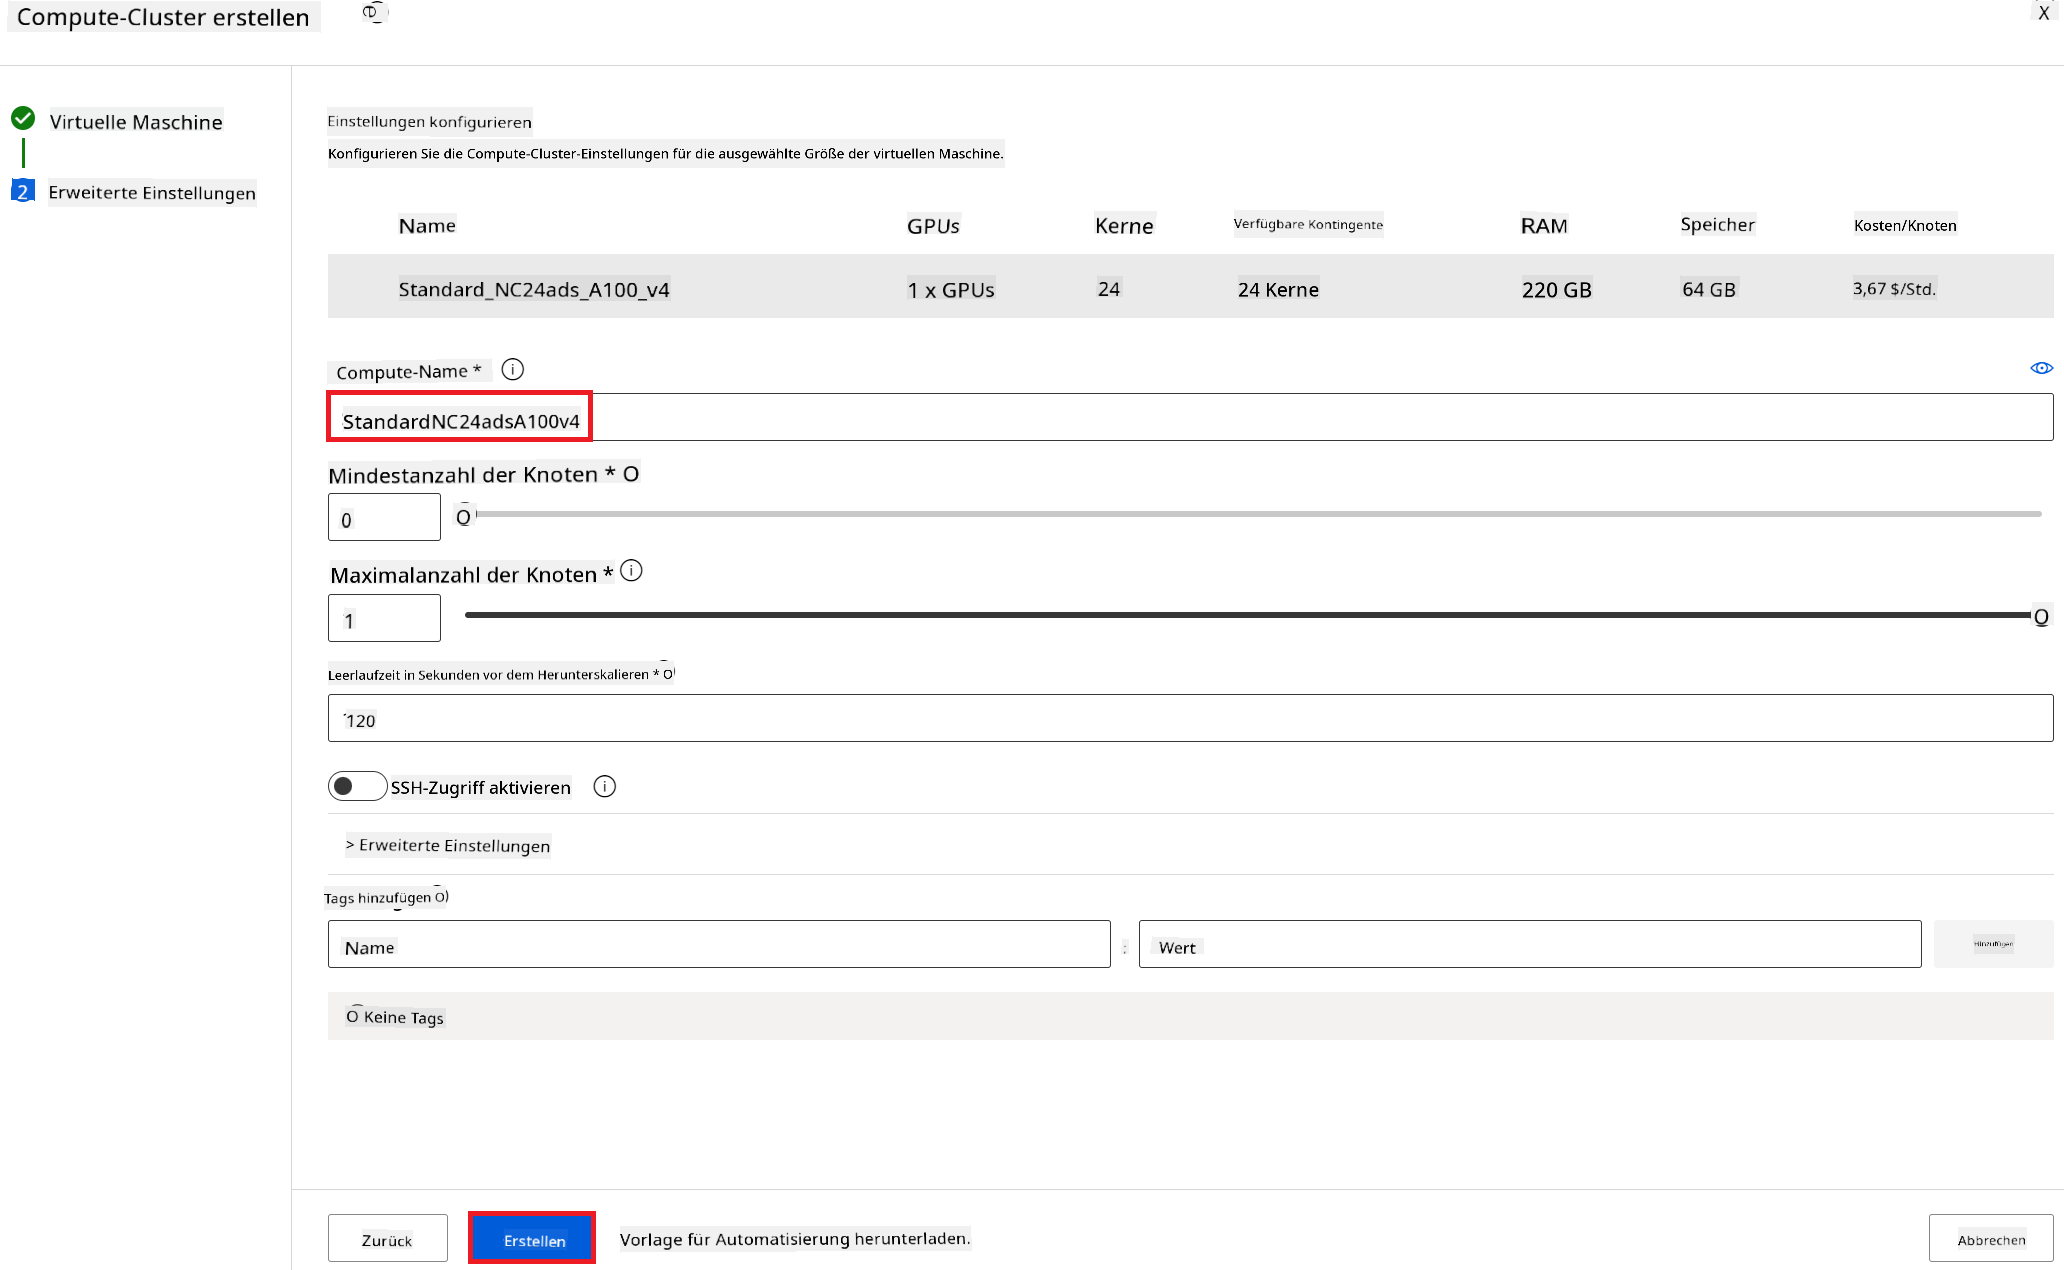 Compute-Cluster erstellen
X
Virtuelle Maschine
2 Erweiterte Einstellungen
Einstellungen konfigurieren
Konfigurieren Sie die Compute-Cluster-Einstellungen für die ausgewählte Größe der virtuellen Maschine.
Name GPUs Kerne Verfügbare Kontingente RAM Speicher Kosten/Knoten
Standard_NC24ads_A100_v4 1 x GPUs 24 24 Kerne 220 GB 64 GB 3,67 $/Std.
Compute-Name *
StandardNC24adsA100v4
Mindestanzahl der Knoten * O
0 O
Maximalanzahl der Knoten *
1 O
Leerlaufzeit in Sekunden vor dem Herunterskalieren * O
120
SSH-Zugriff aktivieren
> Erweiterte Einstellungen
Tags hinzufügen O
Name : Wert Hinzufügen
O Keine Tags
Zurück Erstellen Vorlage für Automatisierung herunterladen. Abbrechen